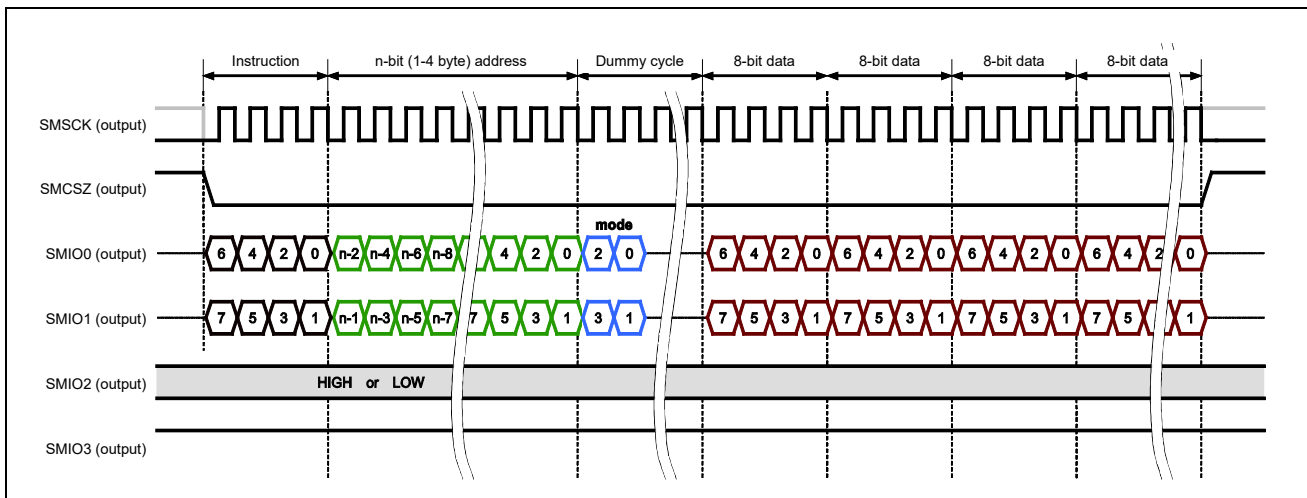 Instruction n-bit (1-4 byte) address Dummy cycle 8-bit data 8-bit data 8-bit data 8-bit data
SMSCK (output)
SMCSZ (output)
mode
SMIO0 (output) 6 4 2 0 n-2 n-4 n-6 n-8 4 2 0 2 0 6 4 2 0 6 4 2 0 6 4 2 0 6 4 2 0
SMIO1 (output) 7 5 3 1 n-1 n-3 n-5 n-7 7 5 3 1 3 1 7 5 3 1 7 5 3 1 7 5 3 1 7 5 1
SMIO2 (output) HIGH or LOW
SMIO3 (output)